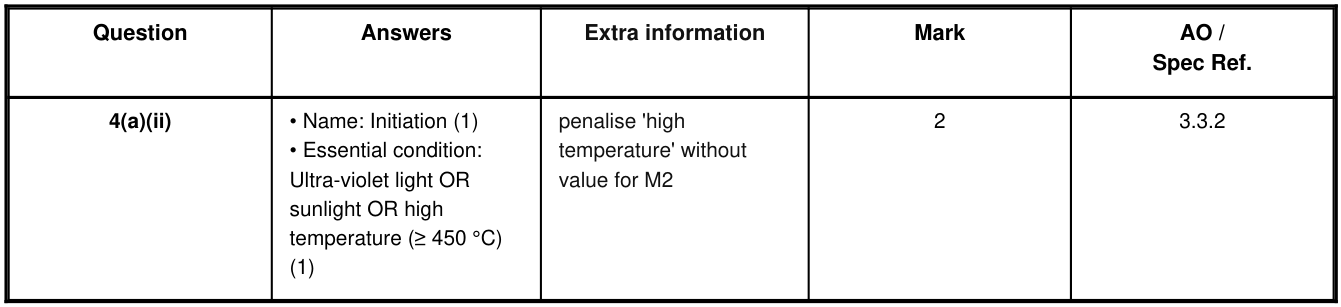 Question Answers Extra information Mark AO /
Spec Ref.
4(a)(ii)
• Name: Initiation (1)
• Essential condition:
Ultra-violet light OR
sunlight OR high
temperature (≥ 450 °C)
(1)
penalise 'high
temperature' without
value for M2
2
3.3.2